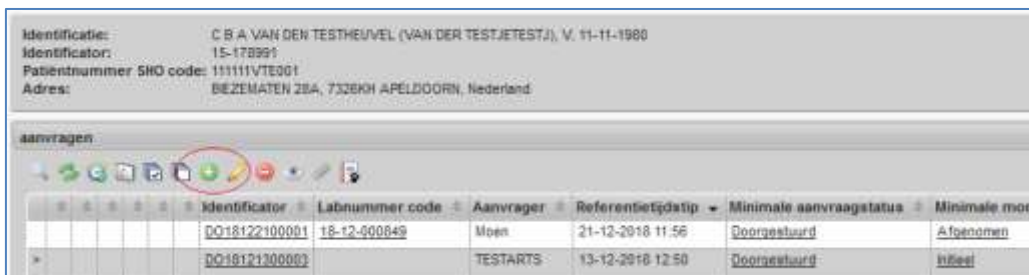 Identificatie: C B A VAN DEN TESTHEUVEL (VAN DER TESTJETESTJ), V, 11-11-1980
Identificator: 15-178991
Patiëntnummer SHO code: 111111VTE001
Adres: BIEZEMATEN 28A, 7326KH APELDOORN, Nederland
aanvragen
Identificator Labnummer code Aanvrager Referentietijdstip Minimale aanvraagstatus Minimale mon
DO18122100001 18-12-000849 Moen 21-12-2018 11:56 Doorgestuurd Afgenomen
> DO18121300003 TESTARTS 13-12-2018 12:50 Doorgestuurd Initieel